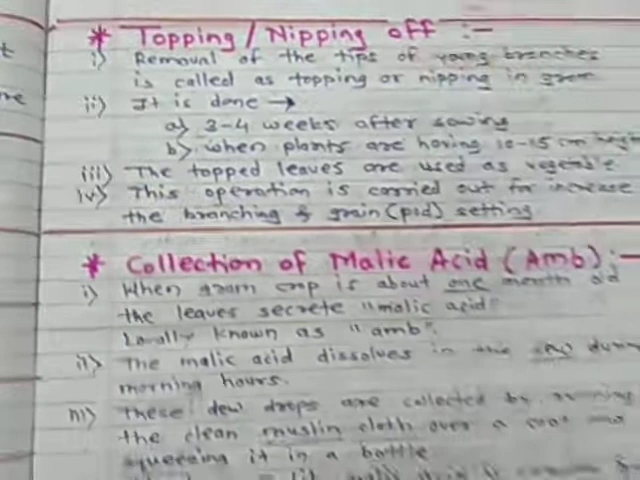 * Topping / Nipping off :-
i) Removal of the tips of young branches
is called as topping or nipping in gram
ii) It is done →
a) 3-4 weeks after sowing
b) when plants are having 10-15 cm
iii) The topped leaves are used as vegetable
iv) This operation is carried out for increase
the branching & grain (pod) setting
* Collection of Malic Acid (Amb) :-
i) When gram crop is about one month old
the leaves secrete "malic acid"
Locally known as "amb".
ii) The malic acid dissolves in the dew
morning hours.
iii) These dew drops are collected by
the clean muslin cloth over a
squeezing it in a bottle